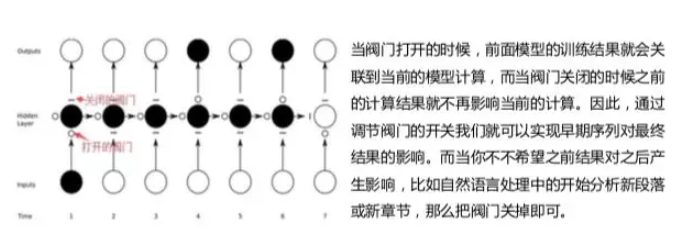 Outputs
关闭的阀门
Hidden
Layer
打开的阀门
Inputs
Time 1 2 3 4 5 6 7
当阀门打开的时候，前面模型的训练结果就会关
联到当前的模型计算，而当阀门关闭的时候之前
的计算结果就不再影响当前的计算。因此，通过
调节阀门的开关我们就可以实现早期序列对最终
结果的影响。而当你不不希望之前结果对之后产
生影响，比如自然语言处理中的开始分析新段落
或新章节，那么把阀门关掉即可。